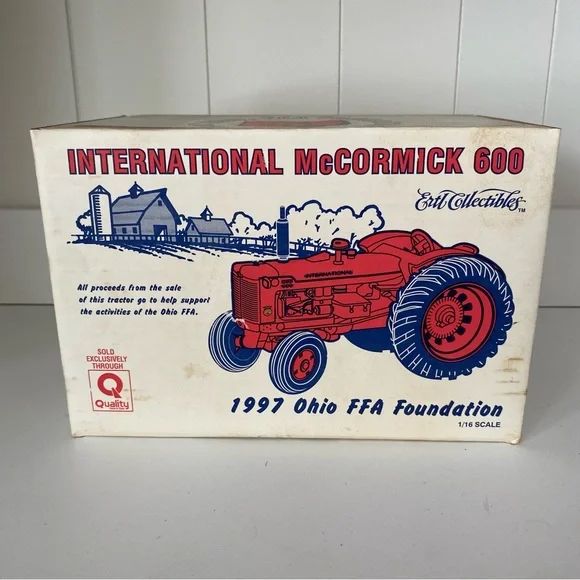 INTERNATIONAL McCORMICK 600
Ertl Collectibles™
INTERNATIONAL
All proceeds from the sale
of this tractor go to help support
the activities of the Ohio FFA.
SOLD
EXCLUSIVELY
THROUGH
Quality
1997 Ohio FFA Foundation
1/16 SCALE